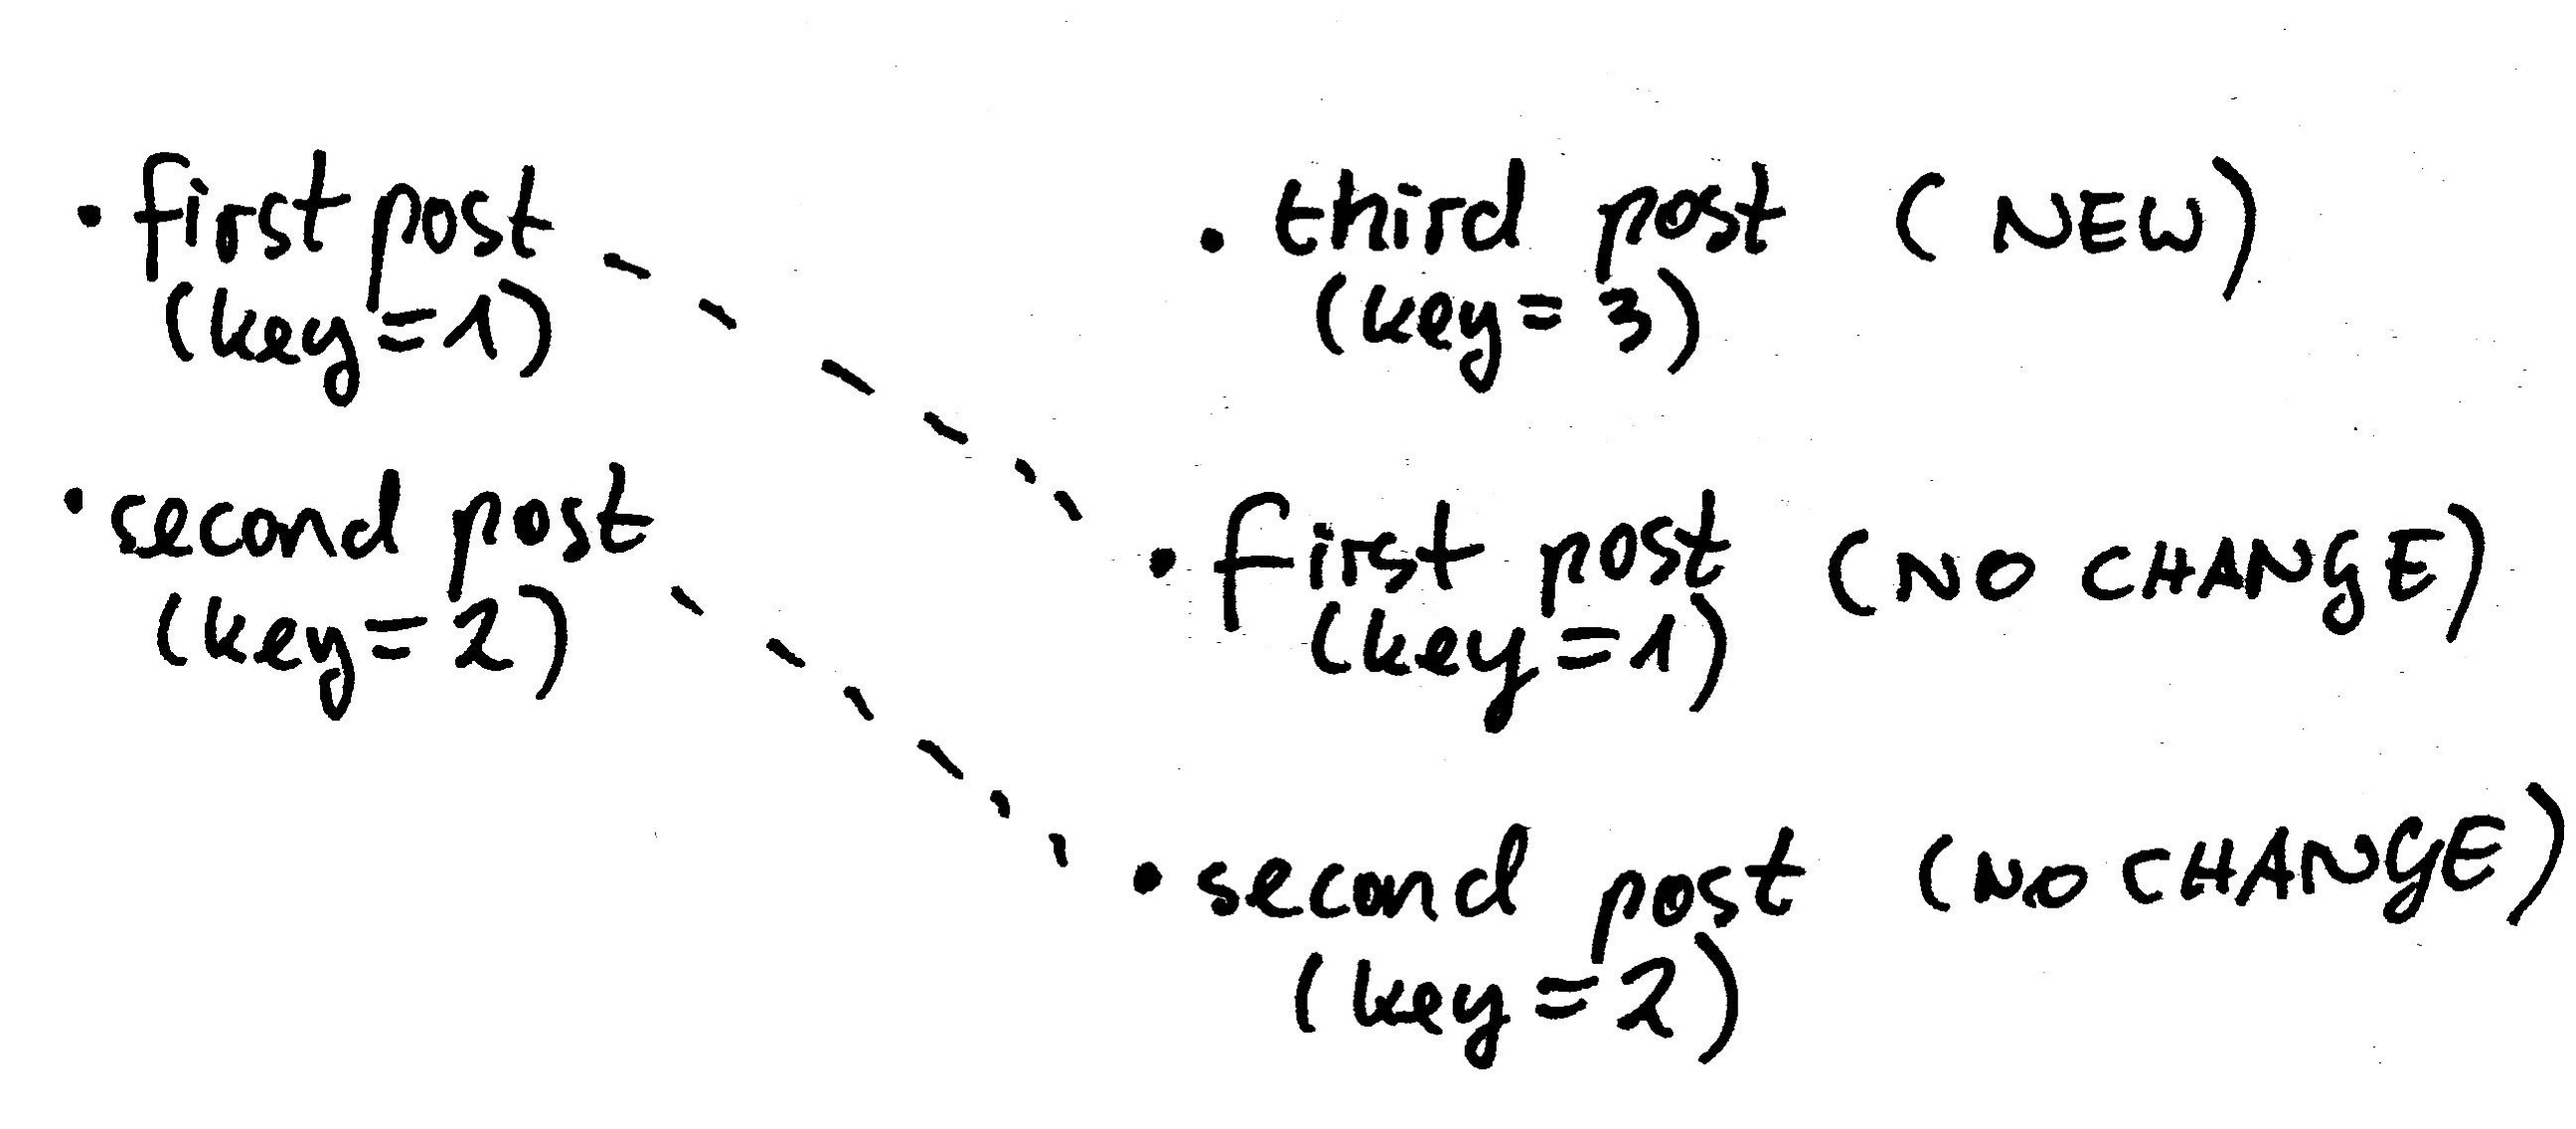 • first post
(key=1)
• second post
(key=2)
• third post (NEW)
(key=3)
• first post (NO CHANGE)
(key=1)
• second post (NO CHANGE)
(key=2)